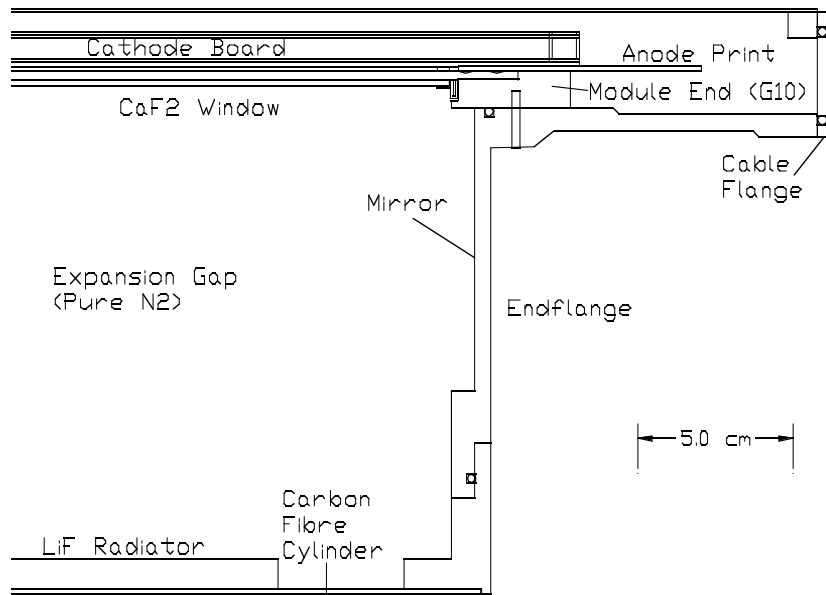 Cathode Board
Anode Print
Module End (G10)
CaF2 Window
Cable
Flange
Mirror
Expansion Gap
(Pure N2)
Endflange
5.0 cm
Carbon
Fibre
Cylinder
LiF Radiator